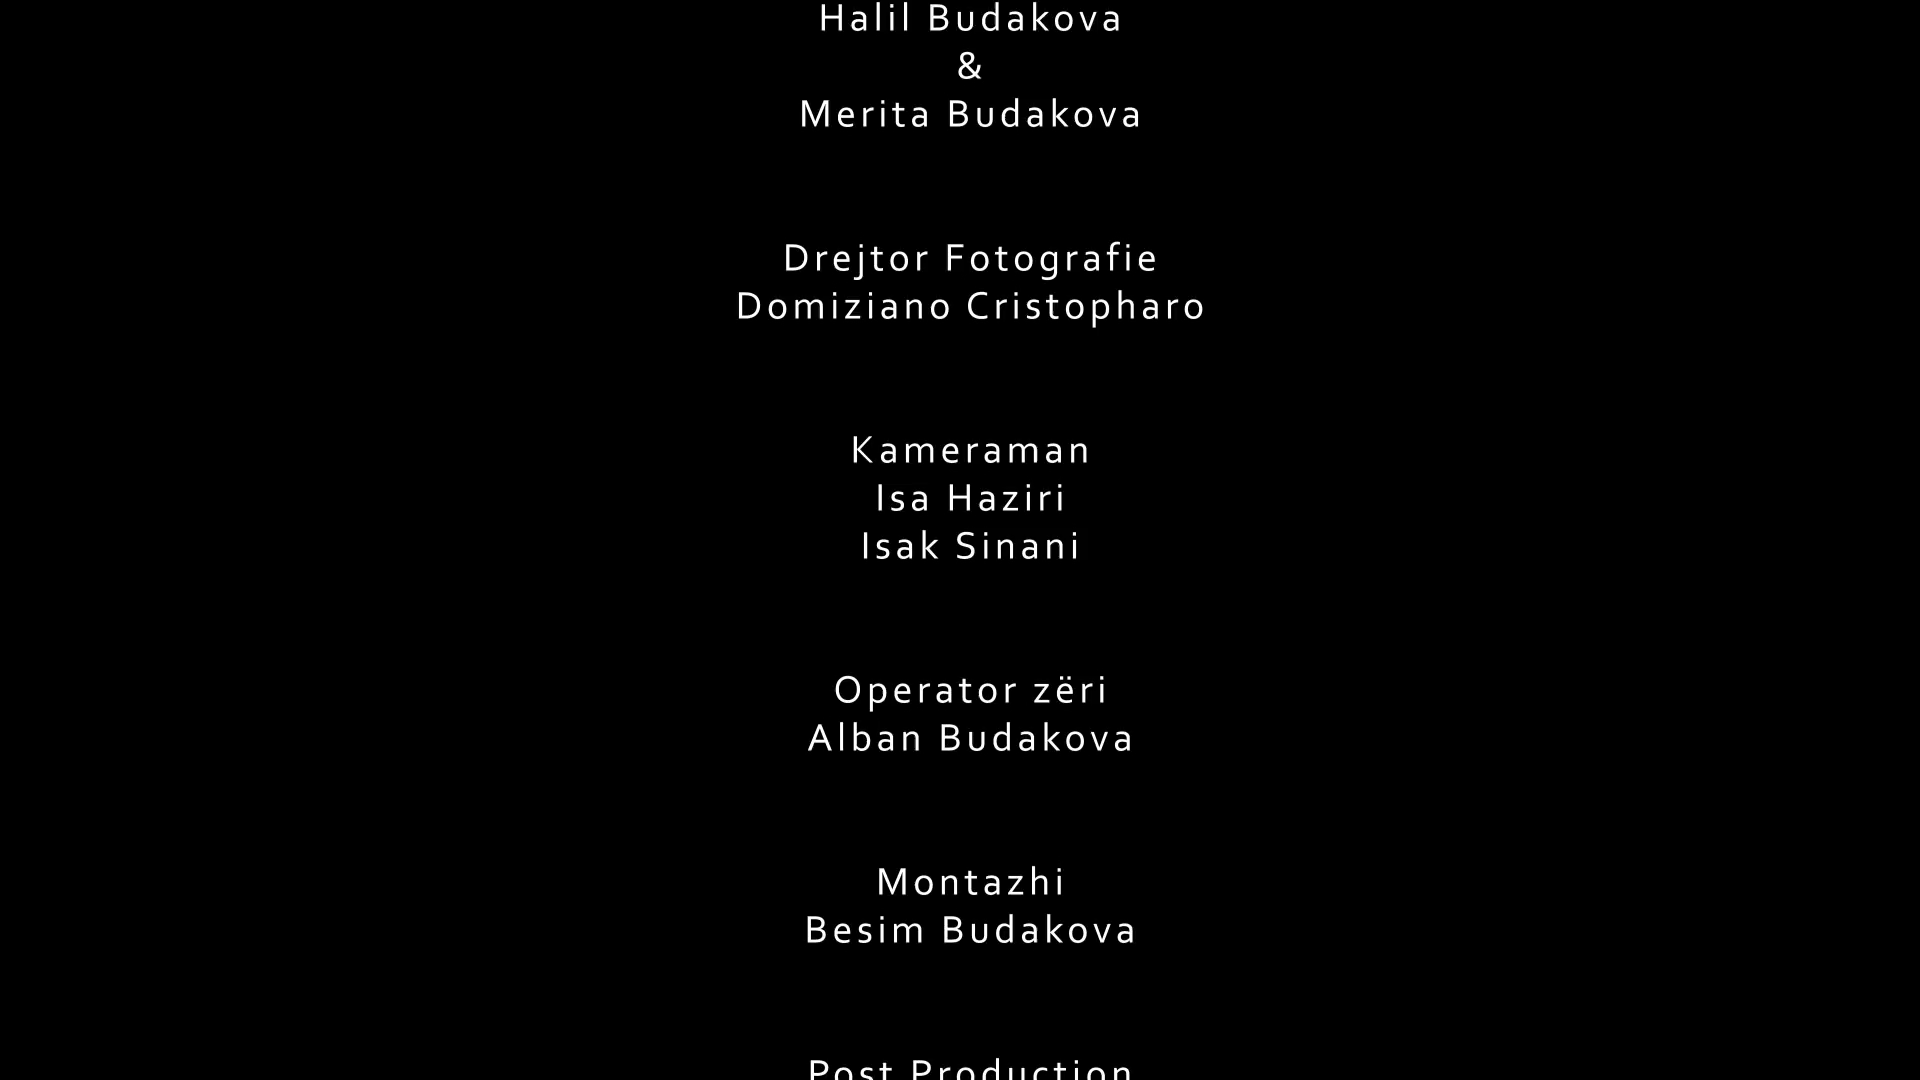 Halil Budakova
&
Merita Budakova
Drejtor Fotografie
Domiziano Cristopharo
Kameraman
Isa Haziri
Isak Sinani
Operator zëri
Alban Budakova
Montazhi
Besim Budakova
Post Production